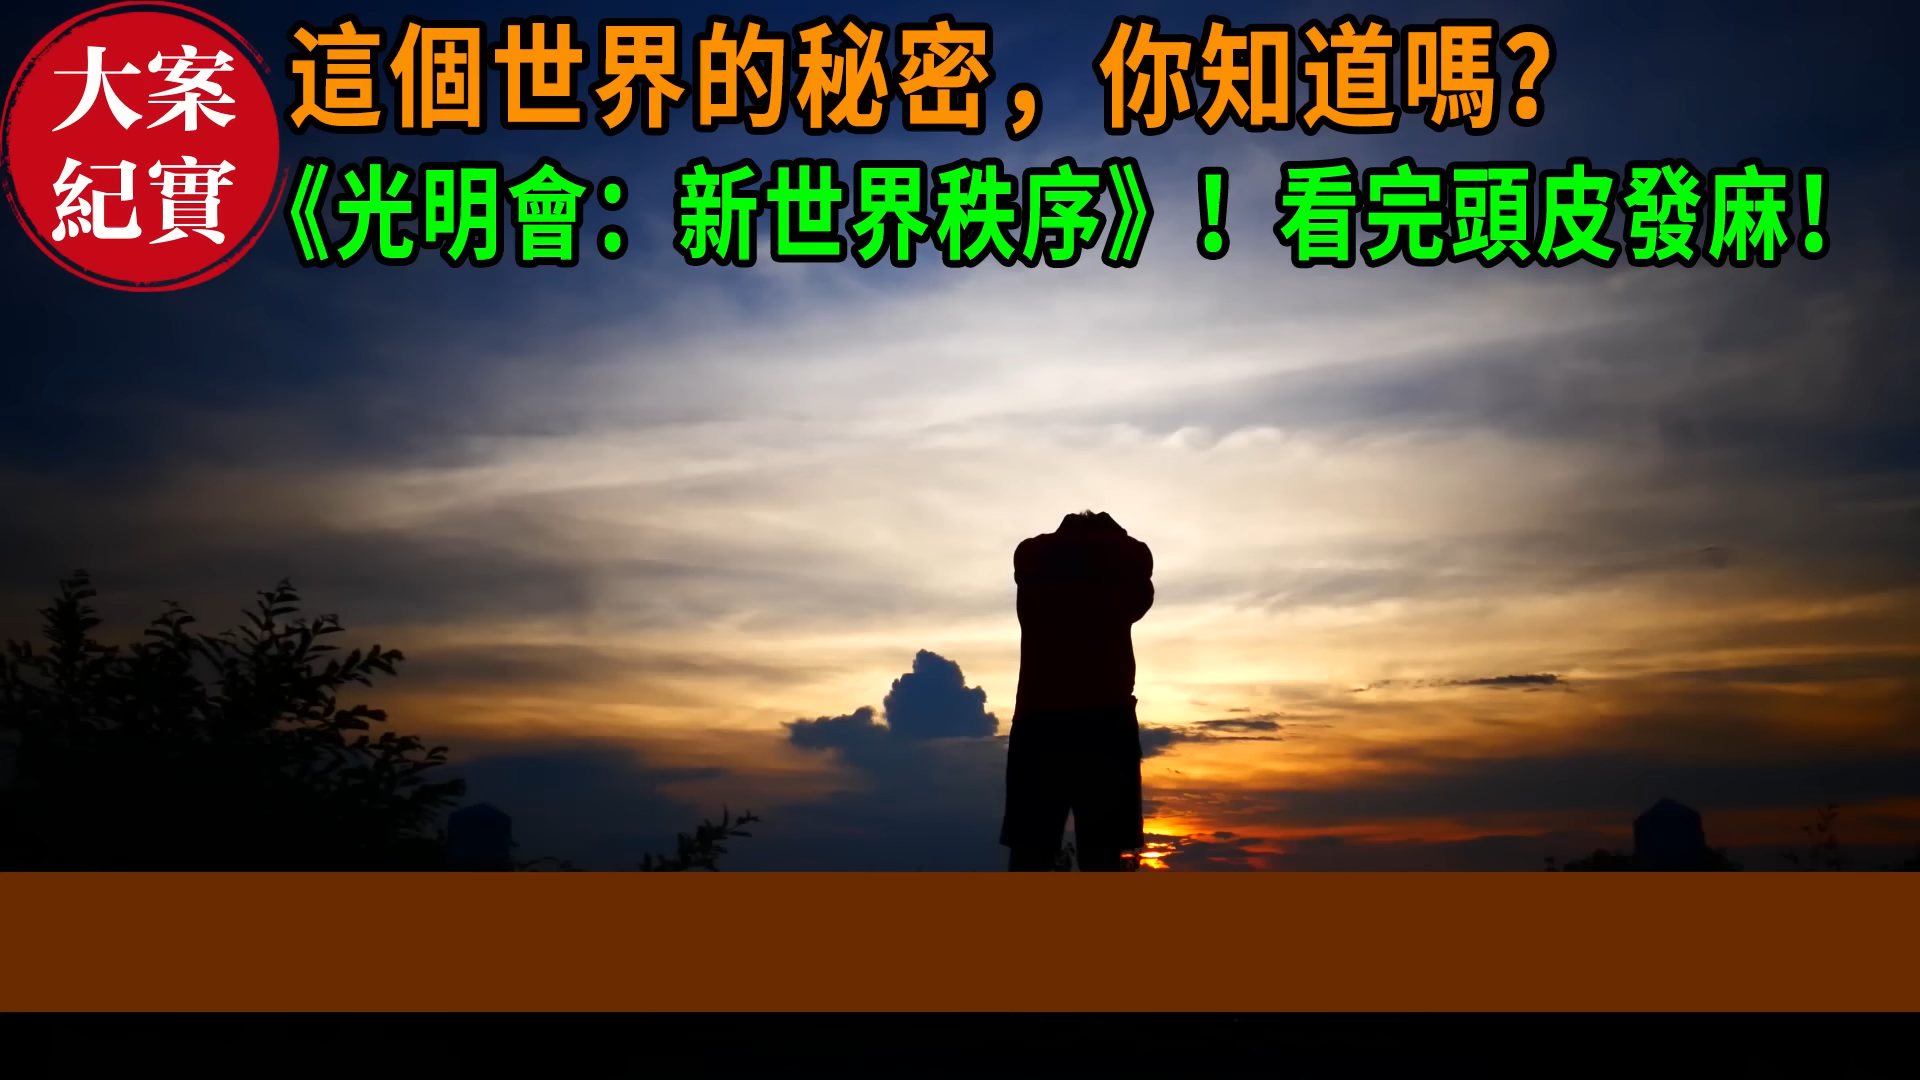 大案
紀實
這個世界的秘密，你知道嗎？
《光明會：新世界秩序》！看完頭皮發麻！